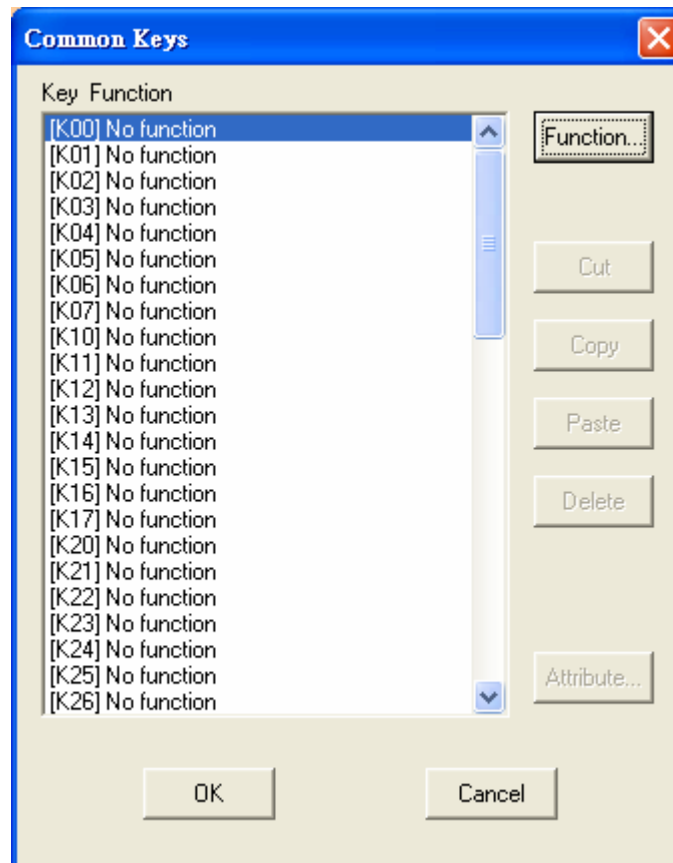 Common Keys
Key Function
[K00] No function
[K01] No function
[K02] No function
[K03] No function
[K04] No function
[K05] No function
[K06] No function
[K07] No function
[K10] No function
[K11] No function
[K12] No function
[K13] No function
[K14] No function
[K15] No function
[K16] No function
[K17] No function
[K20] No function
[K21] No function
[K22] No function
[K23] No function
[K24] No function
[K25] No function
[K26] No function
Function...
Cut
Copy
Paste
Delete
Attribute...
OK
Cancel